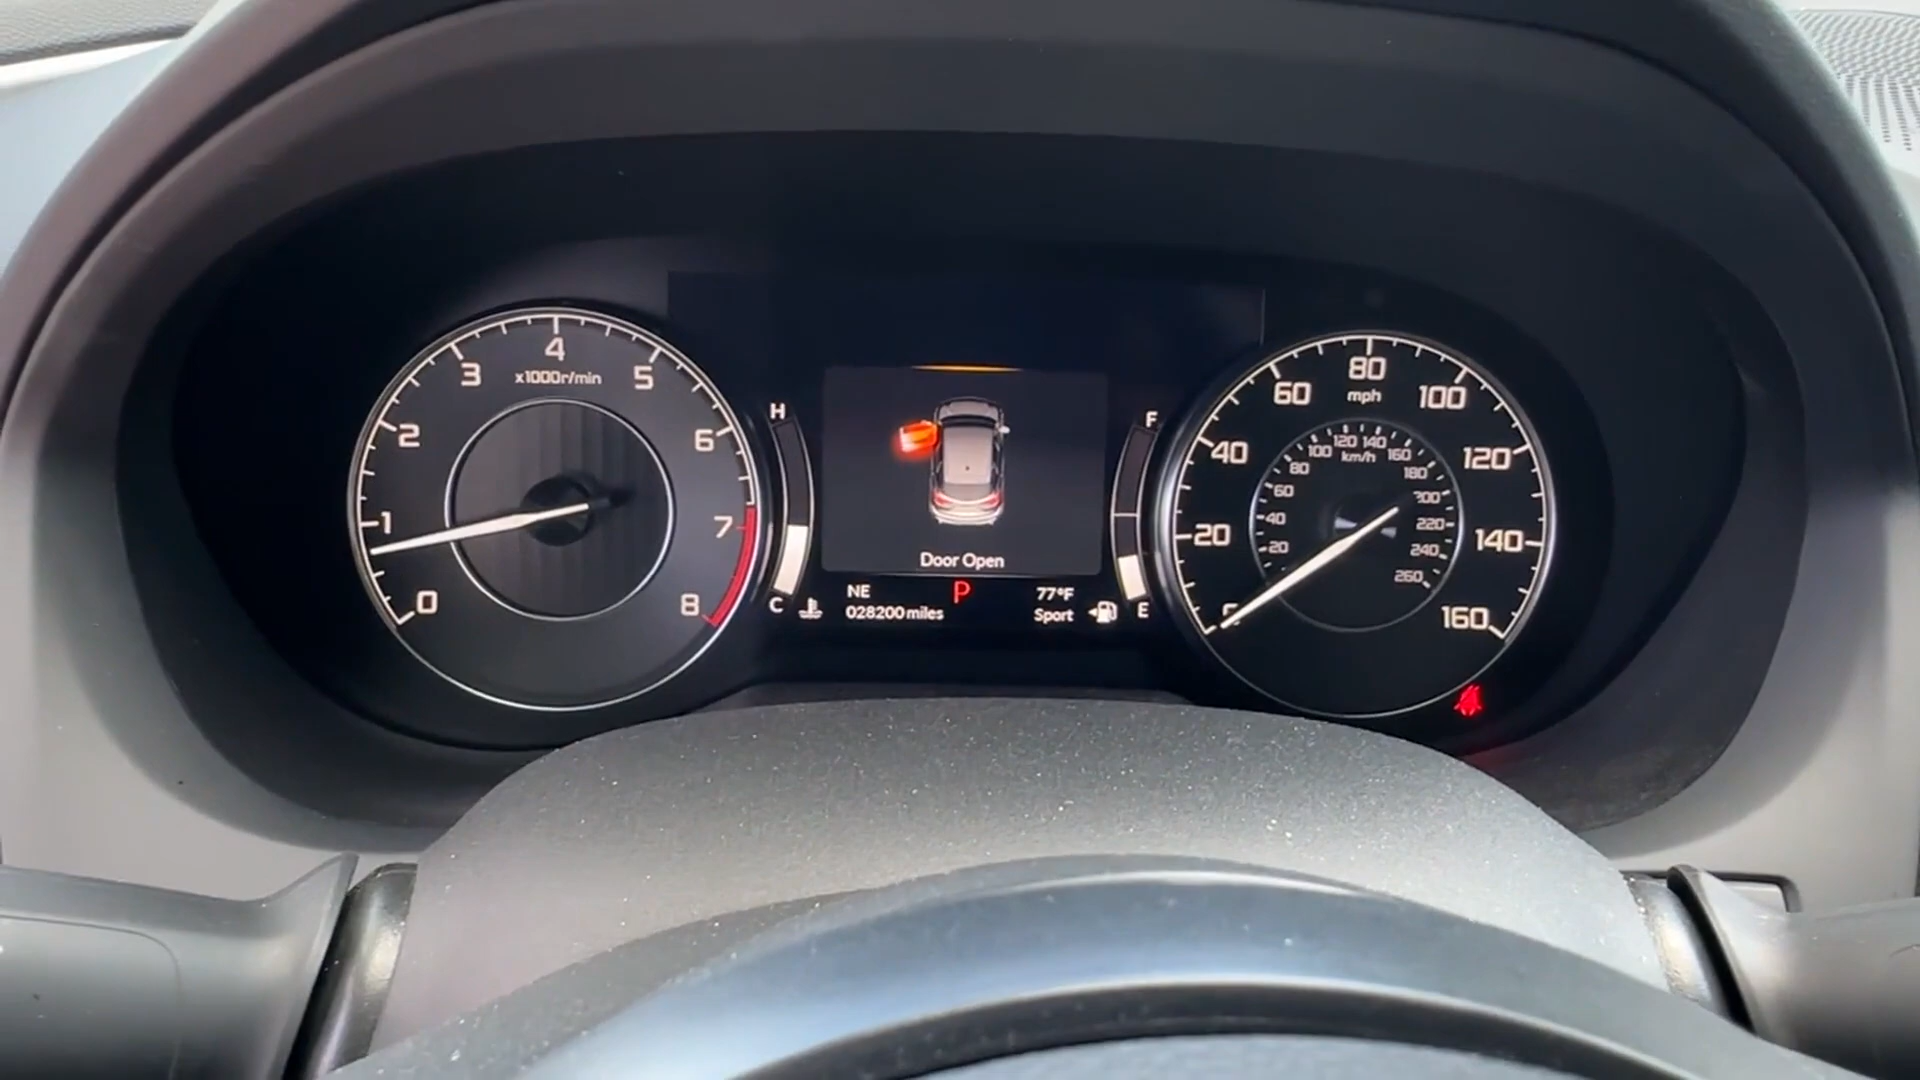 0
1
2
3
4
5
6
7
8
x1000r/min
H
C
Door Open
NE
028200 miles
P
77°F
Sport
F
E
20
40
60
80
100
120
140
160
mph
20
40
60
80
100
120
140
160
180
200
220
240
260
km/h